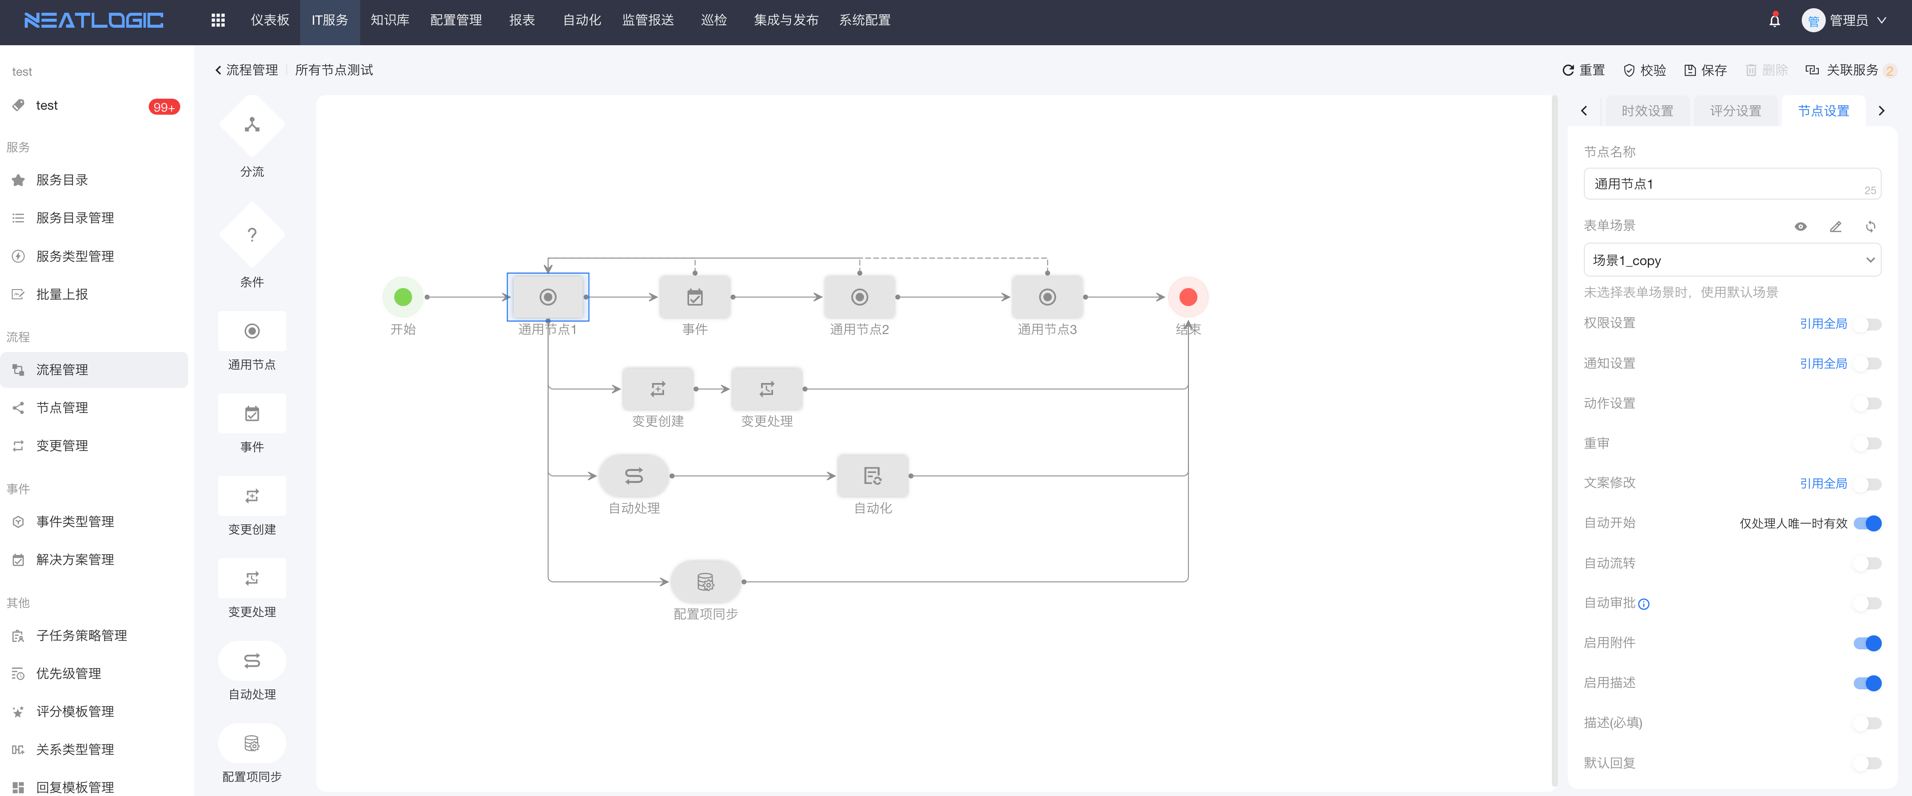 NEATLOGIC
仪表板
IT服务
知识库
配置管理
报表
自动化
监管报送
巡检
集成与发布
系统配置
管
管理员
test
test
99+
服务
服务目录
服务目录管理
服务类型管理
批量上报
流程
流程管理
节点管理
变更管理
事件
事件类型管理
解决方案管理
其他
子任务策略管理
优先级管理
评分模板管理
关系类型管理
回复模板管理
流程管理
所有节点测试
重置
校验
保存
删除
关联服务
2
分流
?
条件
通用节点
事件
变更创建
变更处理
自动处理
配置项同步
开始
通用节点1
事件
通用节点2
通用节点3
结束
变更创建
变更处理
自动处理
自动化
配置项同步
时效设置
评分设置
节点设置
节点名称
通用节点1
25
表单场景
场景1_copy
未选择表单场景时，使用默认场景
权限设置
引用全局
通知设置
引用全局
动作设置
重审
文案修改
引用全局
自动开始
仅处理人唯一时有效
自动流转
自动审批
启用附件
启用描述
描述(必填)
默认回复